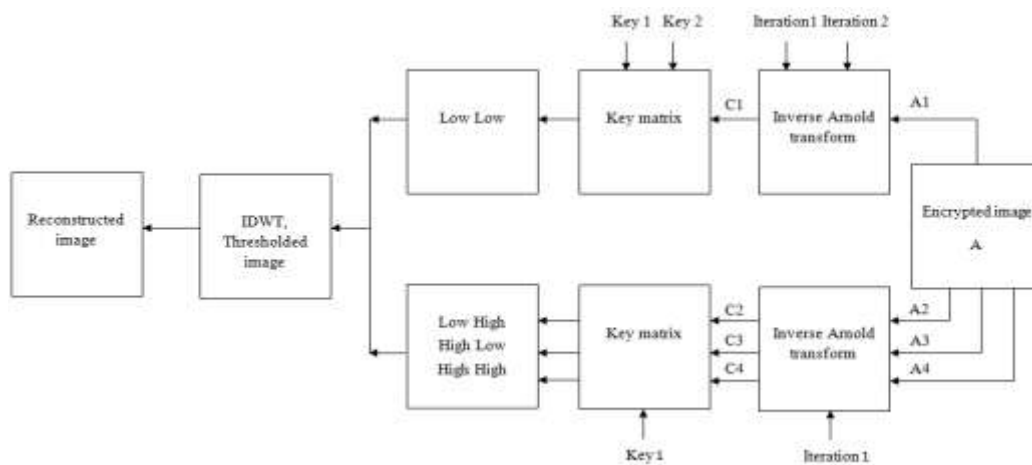 Key 1 Key 2 Iteration1 Iteration 2
Low Low
Key matrix
C1
Inverse Arnold
transform
A1
Reconstructed
image
IDWT,
Thresholded
image
Encrypted image
A
Low High
High Low
High High
Key matrix
C2
C3
C4
Inverse Arnold
transform
A2
A3
A4
Key 1
Iteration 1